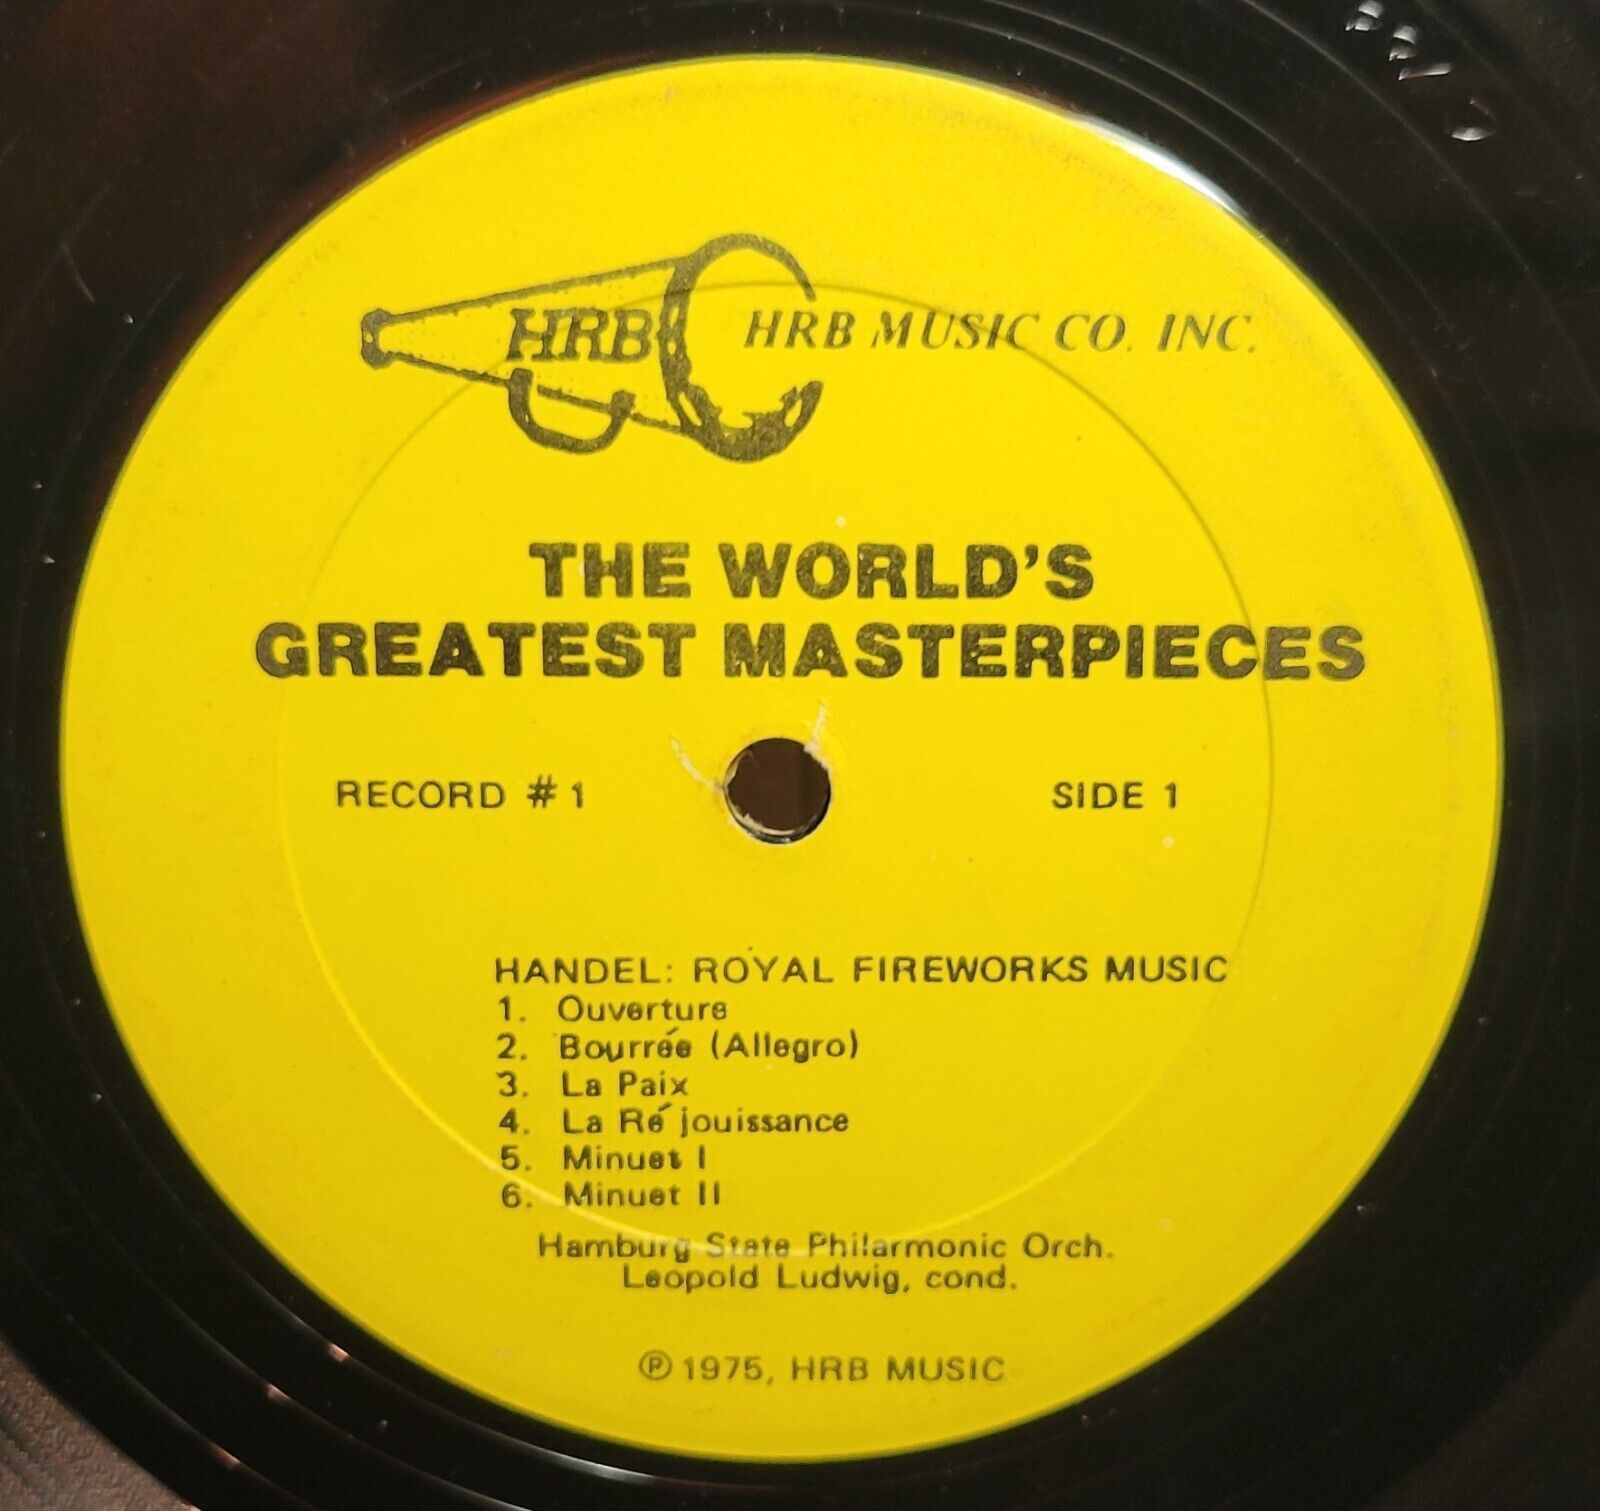 HRB HRB MUSIC CO. INC.
THE WORLD'S
GREATEST MASTERPIECES
RECORD #1 SIDE 1
HANDEL: ROYAL FIREWORKS MUSIC
1. Ouverture
2. Bourrée (Allegro)
3. La Paix
4. La Ré jouissance
5. Minuet I
6. Minuet II
Hamburg State Philarmonic Orch.
Leopold Ludwig, cond.
℗ 1975, HRB MUSIC